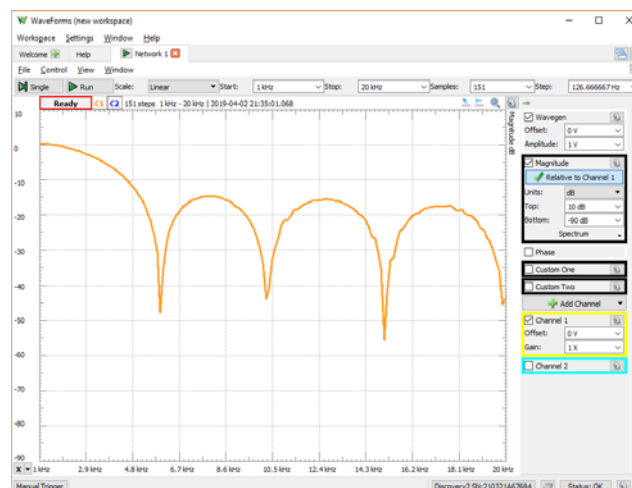 WaveForms (new workspace)
Workspace Settings Window Help
Welcome Help Network 1
File Control View Window
Single Run Scale: Linear Start: 1 kHz Stop: 20 kHz Samples: 151 Step: 126.666667 Hz
Ready C1 C2 151 steps 1 kHz - 20 kHz | 2019-04-02 21:35:01.068
Magnitude dB
10
0
-10
-20
-30
-40
-50
-60
-70
-80
-90
X 1 kHz 2.9 kHz 4.8 kHz 6.7 kHz 8.6 kHz 10.5 kHz 12.4 kHz 14.3 kHz 16.2 kHz 18.1 kHz 20 kHz
Wavegen
Offset: 0 V
Amplitude: 1 V
Magnitude
Relative to Channel 1
Units: dB
Top: 10 dB
Bottom: -90 dB
Spectrum
Phase
Custom One
Custom Two
Add Channel
Channel 1
Offset: 0 V
Gain: 1 X
Channel 2
Manual Trigger Status: OK